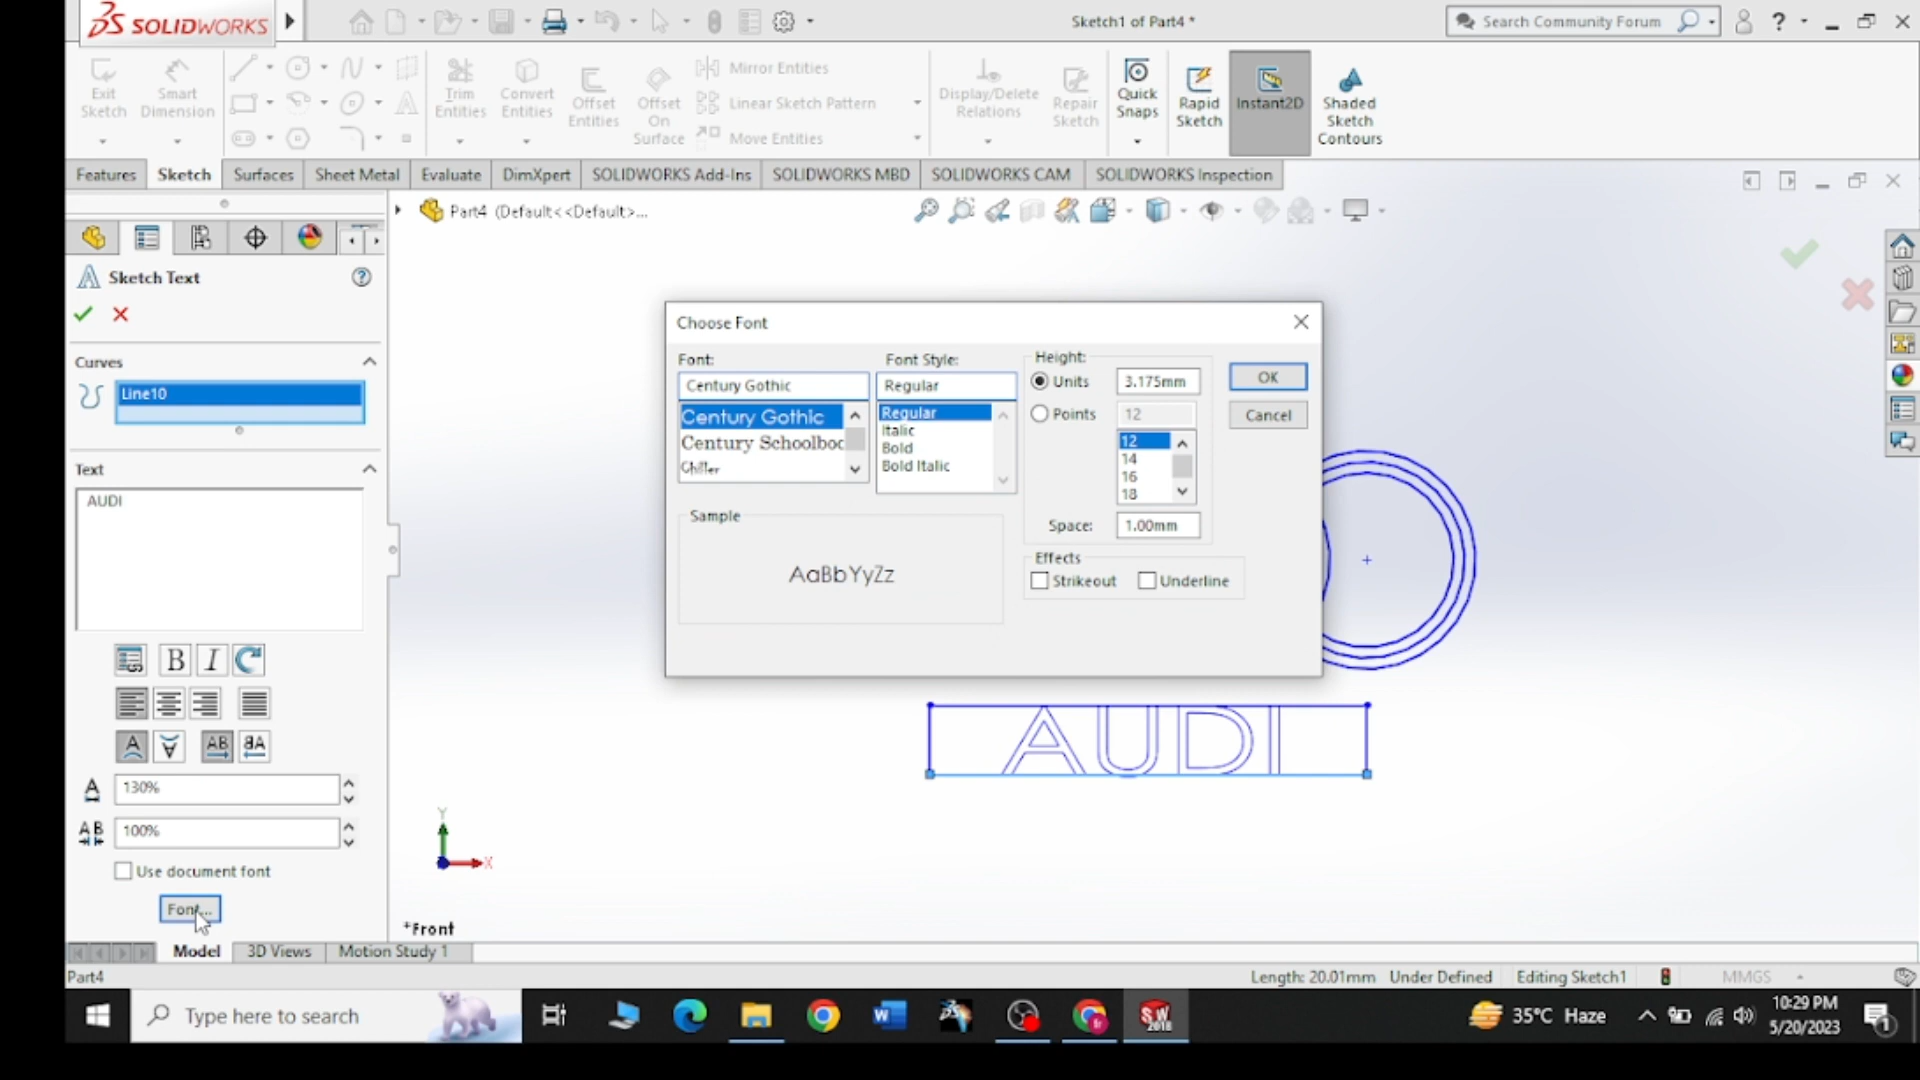 SOLIDWORKS
Sketch1 of Part4 *
Search Community Forum
?
Exit Sketch
Smart Dimension
Trim Entities
Convert Entities
Offset Entities
Offset On Surface
Mirror Entities
Linear Sketch Pattern
Move Entities
Display/Delete Relations
Repair Sketch
Quick Snaps
Rapid Sketch
Instant2D
Shaded Sketch Contours
Features
Sketch
Surfaces
Sheet Metal
Evaluate
DimXpert
SOLIDWORKS Add-Ins
SOLIDWORKS MBD
SOLIDWORKS CAM
SOLIDWORKS Inspection
Part4 (Default<<Default>...
Sketch Text
Curves
Line10
Text
AUDI
B I
A A AB BA
A 130%
AB 100%
Use document font
Font...
Choose Font
Font:
Century Gothic
Century Gothic
Century Schoolboo
Chiller
Font Style:
Regular
Regular
Italic
Bold
Bold Italic
Height:
Units 3.175mm
Points 12
12
14
16
18
Space: 1.00mm
OK
Cancel
Sample
AaBbYyZz
Effects
Strikeout Underline
AUDI
Y
X
*Front
Model
3D Views
Motion Study 1
Part4
Length: 20.01mm Under Defined Editing Sketch1 MMGS
Type here to search
SW 2018
35°C Haze
10:29 PM
5/20/2023
1